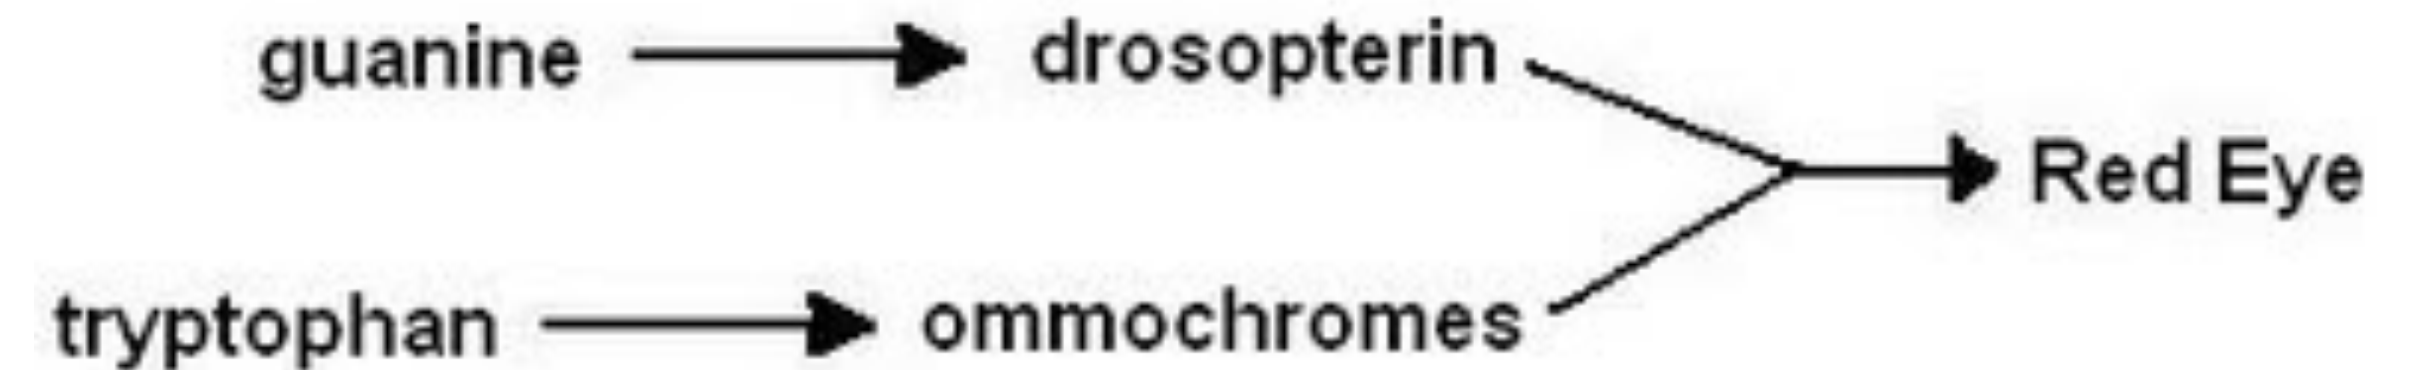 guanine drosopterin
Red Eye
tryptophan ommochromes